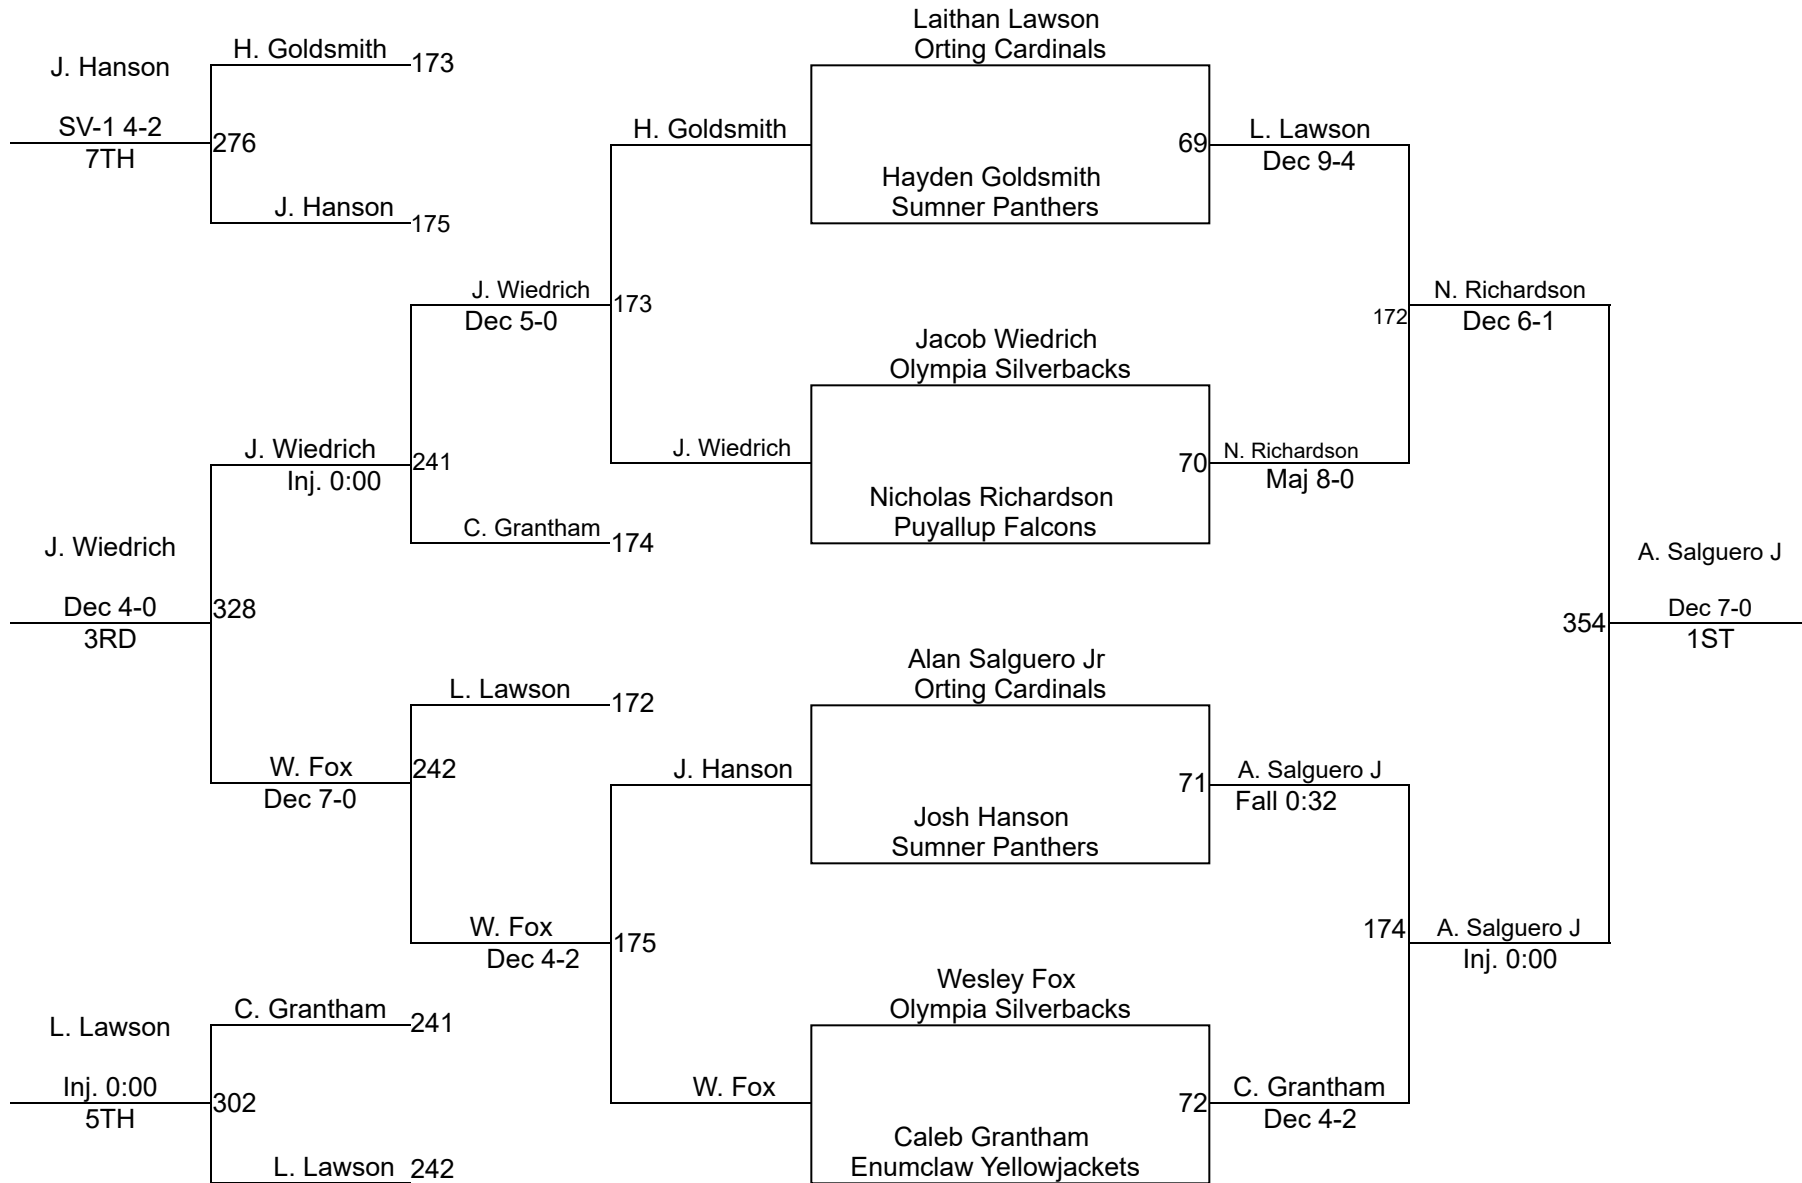 Laithan Lawson
Orting Cardinals
H. Goldsmith
173
J. Hanson
SV-1 4-2
7TH
276
H. Goldsmith
69
L. Lawson
Dec 9-4
Hayden Goldsmith
Sumner Panthers
J. Hanson
175
J. Wiedrich
Dec 5-0
173
N. Richardson
Dec 6-1
172
Jacob Wiedrich
Olympia Silverbacks
J. Wiedrich
Inj. 0:00
241
J. Wiedrich
70
N. Richardson
Maj 8-0
Nicholas Richardson
Puyallup Falcons
C. Grantham
174
J. Wiedrich
Dec 4-0
3RD
328
A. Salguero J
354
Dec 7-0
1ST
Alan Salguero Jr
Orting Cardinals
L. Lawson
172
W. Fox
Dec 7-0
242
J. Hanson
71
A. Salguero J
Fall 0:32
Josh Hanson
Sumner Panthers
W. Fox
Dec 4-2
175
174
A. Salguero J
Inj. 0:00
Wesley Fox
Olympia Silverbacks
C. Grantham
241
L. Lawson
Inj. 0:00
5TH
302
W. Fox
72
C. Grantham
Dec 4-2
Caleb Grantham
Enumclaw Yellowjackets
L. Lawson
242